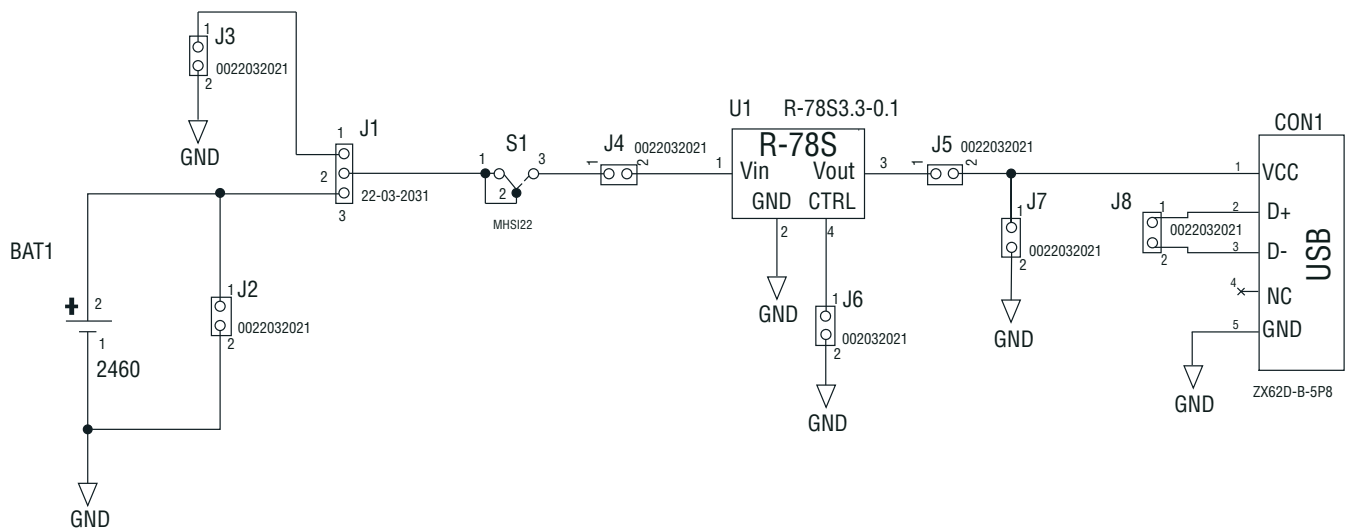 1
J3
0022032021
2
GND
1
J1
2
22-03-2031
3
BAT1
2
1
2460
1
J2
0022032021
2
GND
S1
1
3
2
MHSI22
J4
0022032021
1
2
U1
R-78S3.3-0.1
R-78S
1
Vin
Vout
3
GND
CTRL
2
4
GND
1
J6
002032021
2
GND
J5
0022032021
1
2
1
J7
0022032021
2
GND
J8
1
0022032021
2
CON1
1
VCC
2
D+
3
D-
USB
4
NC
5
GND
GND
ZX62D-B-5P8